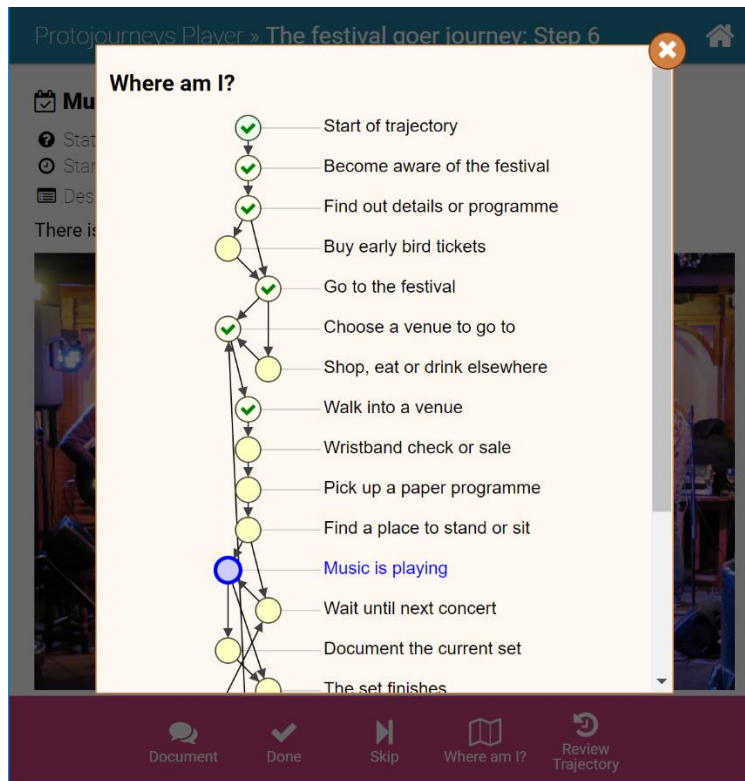 Protojourneys Player » The festival goer journey: Step 6
Where am I?
Mu
Stat
Star
Des
There is
Start of trajectory
Become aware of the festival
Find out details or programme
Buy early bird tickets
Go to the festival
Choose a venue to go to
Shop, eat or drink elsewhere
Walk into a venue
Wristband check or sale
Pick up a paper programme
Find a place to stand or sit
Music is playing
Wait until next concert
Document the current set
The set finishes
Document
Done
Skip
Where am I?
Review
Trajectory